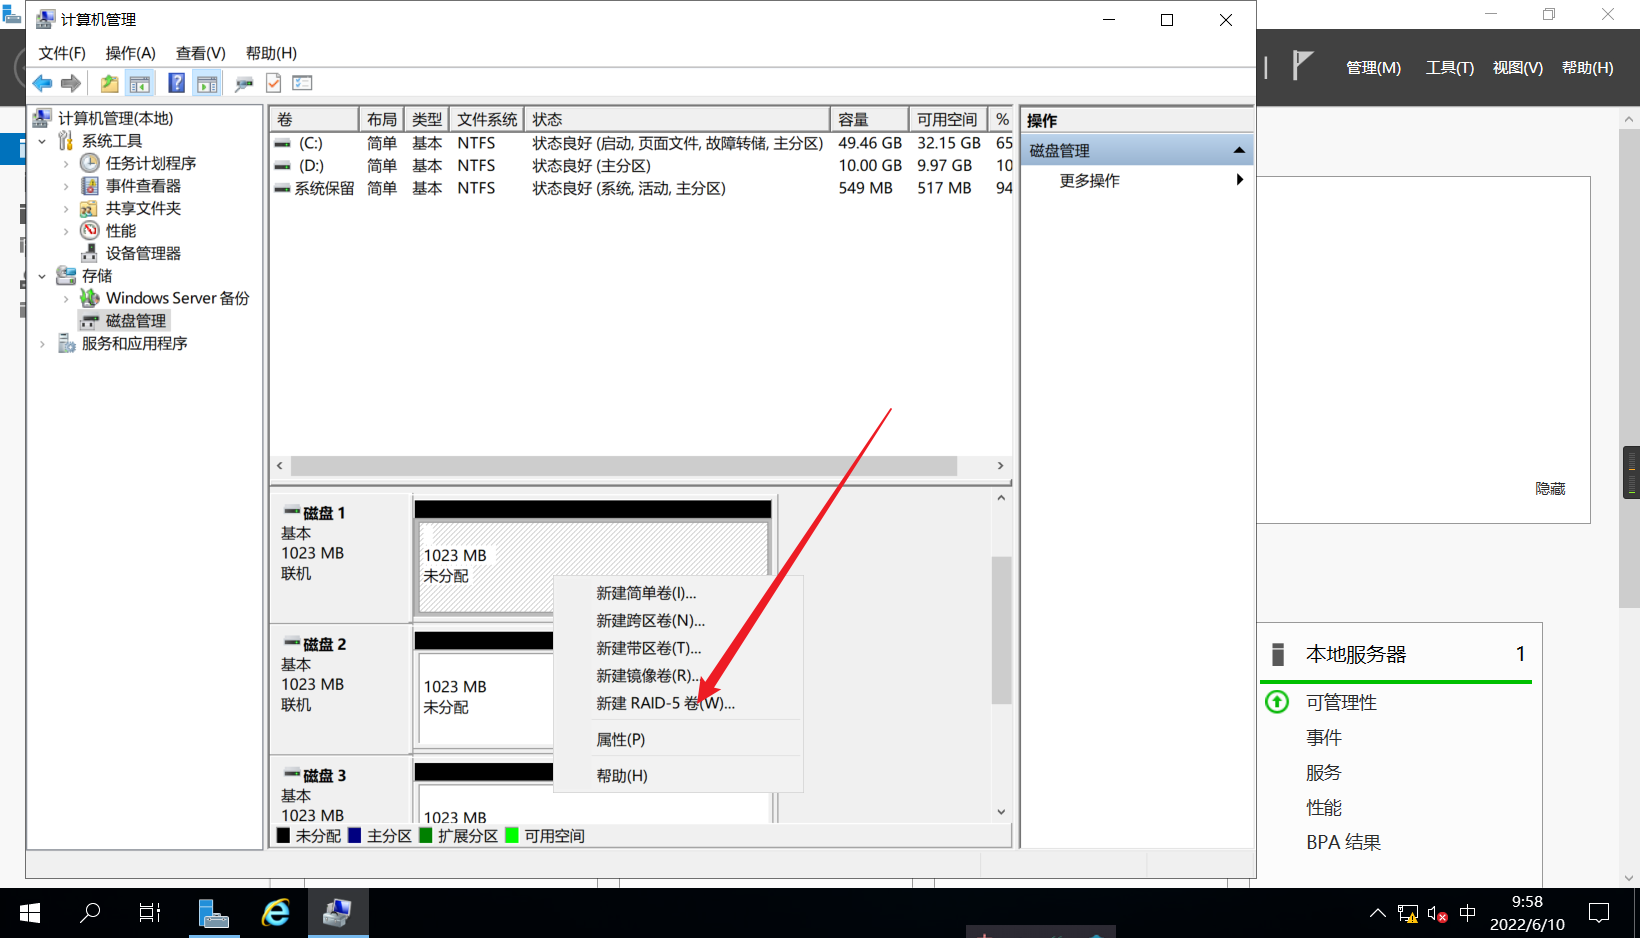 计算机管理
文件(F) 操作(A) 查看(V) 帮助(H)
管理(M) 工具(T) 视图(V) 帮助(H)
计算机管理(本地)
系统工具
任务计划程序
事件查看器
共享文件夹
性能
设备管理器
存储
Windows Server 备份
磁盘管理
服务和应用程序
卷 布局 类型 文件系统 状态 容量 可用空间 %
(C:) 简单 基本 NTFS 状态良好 (启动, 页面文件, 故障转储, 主分区) 49.46 GB 32.15 GB 65
(D:) 简单 基本 NTFS 状态良好 (主分区) 10.00 GB 9.97 GB 10
系统保留 简单 基本 NTFS 状态良好 (系统, 活动, 主分区) 549 MB 517 MB 94
操作
磁盘管理
更多操作
磁盘 1
基本
1023 MB
联机
1023 MB
未分配
磁盘 2
基本
1023 MB
联机
1023 MB
未分配
磁盘 3
基本
1023 MB
1023 MB
新建简单卷(I)...
新建跨区卷(N)...
新建带区卷(T)...
新建镜像卷(R)...
新建 RAID-5 卷(W)...
属性(P)
帮助(H)
未分配 主分区 扩展分区 可用空间
隐藏
本地服务器 1
可管理性
事件
服务
性能
BPA 结果
中
9:58
2022/6/10